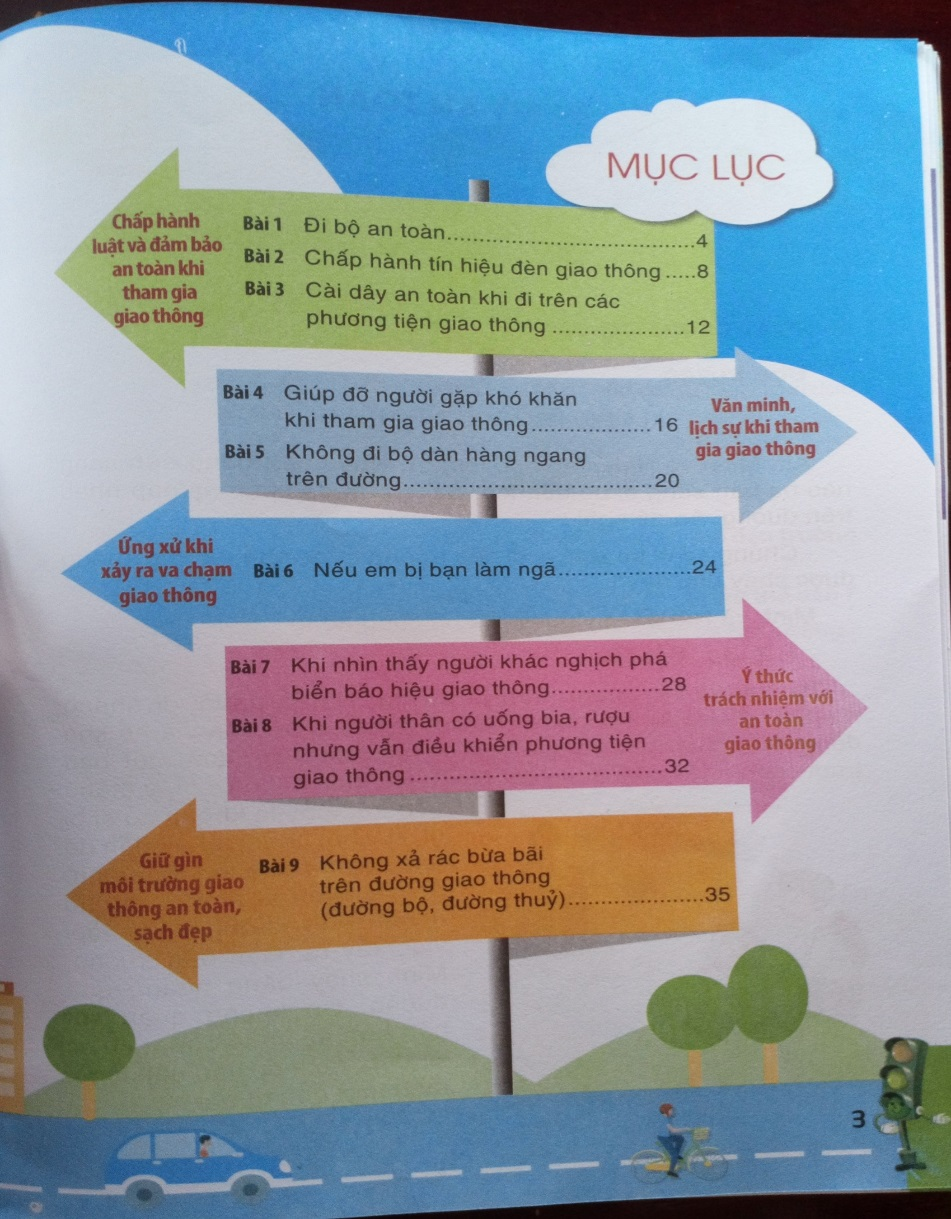 MỤC LỤC
Chấp hành
luật và đảm bảo
an toàn khi
tham gia
giao thông
Bài 1 Đi bộ an toàn..........................................4
Bài 2 Chấp hành tín hiệu đèn giao thông.....8
Bài 3 Cài dây an toàn khi đi trên các
phương tiện giao thông.....................12
Bài 4 Giúp đỡ người gặp khó khăn
khi tham gia giao thông...................16
Bài 5 Không đi bộ dàn hàng ngang
trên đường........................................20
Văn minh,
lịch sự khi tham
gia giao thông
Ứng xử khi
xảy ra va chạm
giao thông
Bài 6 Nếu em bị bạn làm ngã.....................24
Bài 7 Khi nhìn thấy người khác nghịch phá
biển báo hiệu giao thông.................28
Bài 8 Khi người thân có uống bia, rượu
nhưng vẫn điều khiển phương tiện
giao thông........................................32
Ý thức
trách nhiệm với
an toàn
giao thông
Giữ gìn
môi trường giao
thông an toàn,
sạch đẹp
Bài 9 Không xả rác bừa bãi
trên đường giao thông
(đường bộ, đường thuỷ)......................35
3